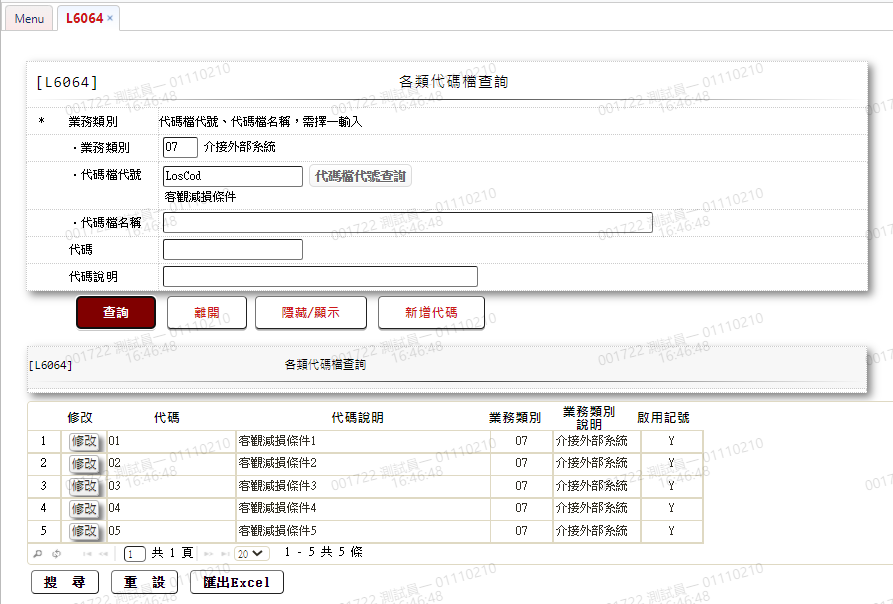 Menu L6064 ×
[L6064] 各類代碼檔查詢
* 業務類別 代碼檔代號、代碼檔名稱，需擇一輸入
．業務類別 07 介接外部系統
．代碼檔代號 LosCod 代碼檔代號查詢
客觀減損條件
．代碼檔名稱
代碼
代碼說明
查詢 離開 隱藏/顯示 新增代碼
[L6064] 各類代碼檔查詢
修改 代碼 代碼說明 業務類別 業務類別說明 啟用記號
1 修改 01 客觀減損條件1 07 介接外部系統 Y
2 修改 02 客觀減損條件2 07 介接外部系統 Y
3 修改 03 客觀減損條件3 07 介接外部系統 Y
4 修改 04 客觀減損條件4 07 介接外部系統 Y
5 修改 05 客觀減損條件5 07 介接外部系統 Y
1 共 1 頁 20 1 - 5 共 5 條
搜 尋 重 設 匯出Excel
001722 測試員一 01110210
16:46:48